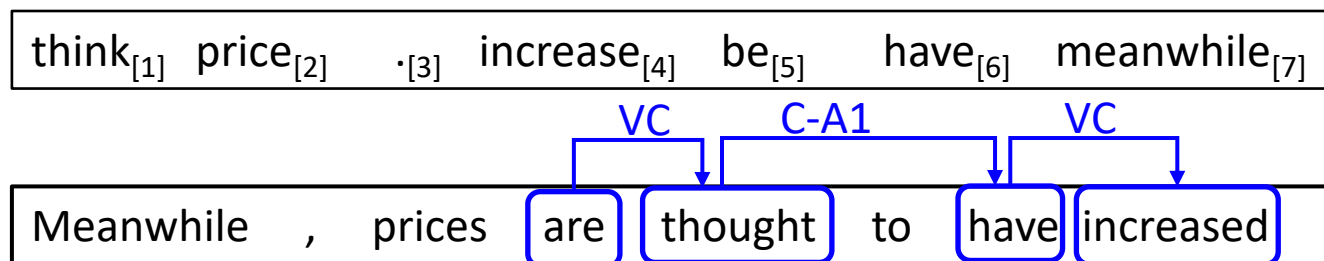 think[1] price[2] .[3] increase[4] be[5] have[6] meanwhile[7]
VC C-A1 VC
Meanwhile , prices are thought to have increased